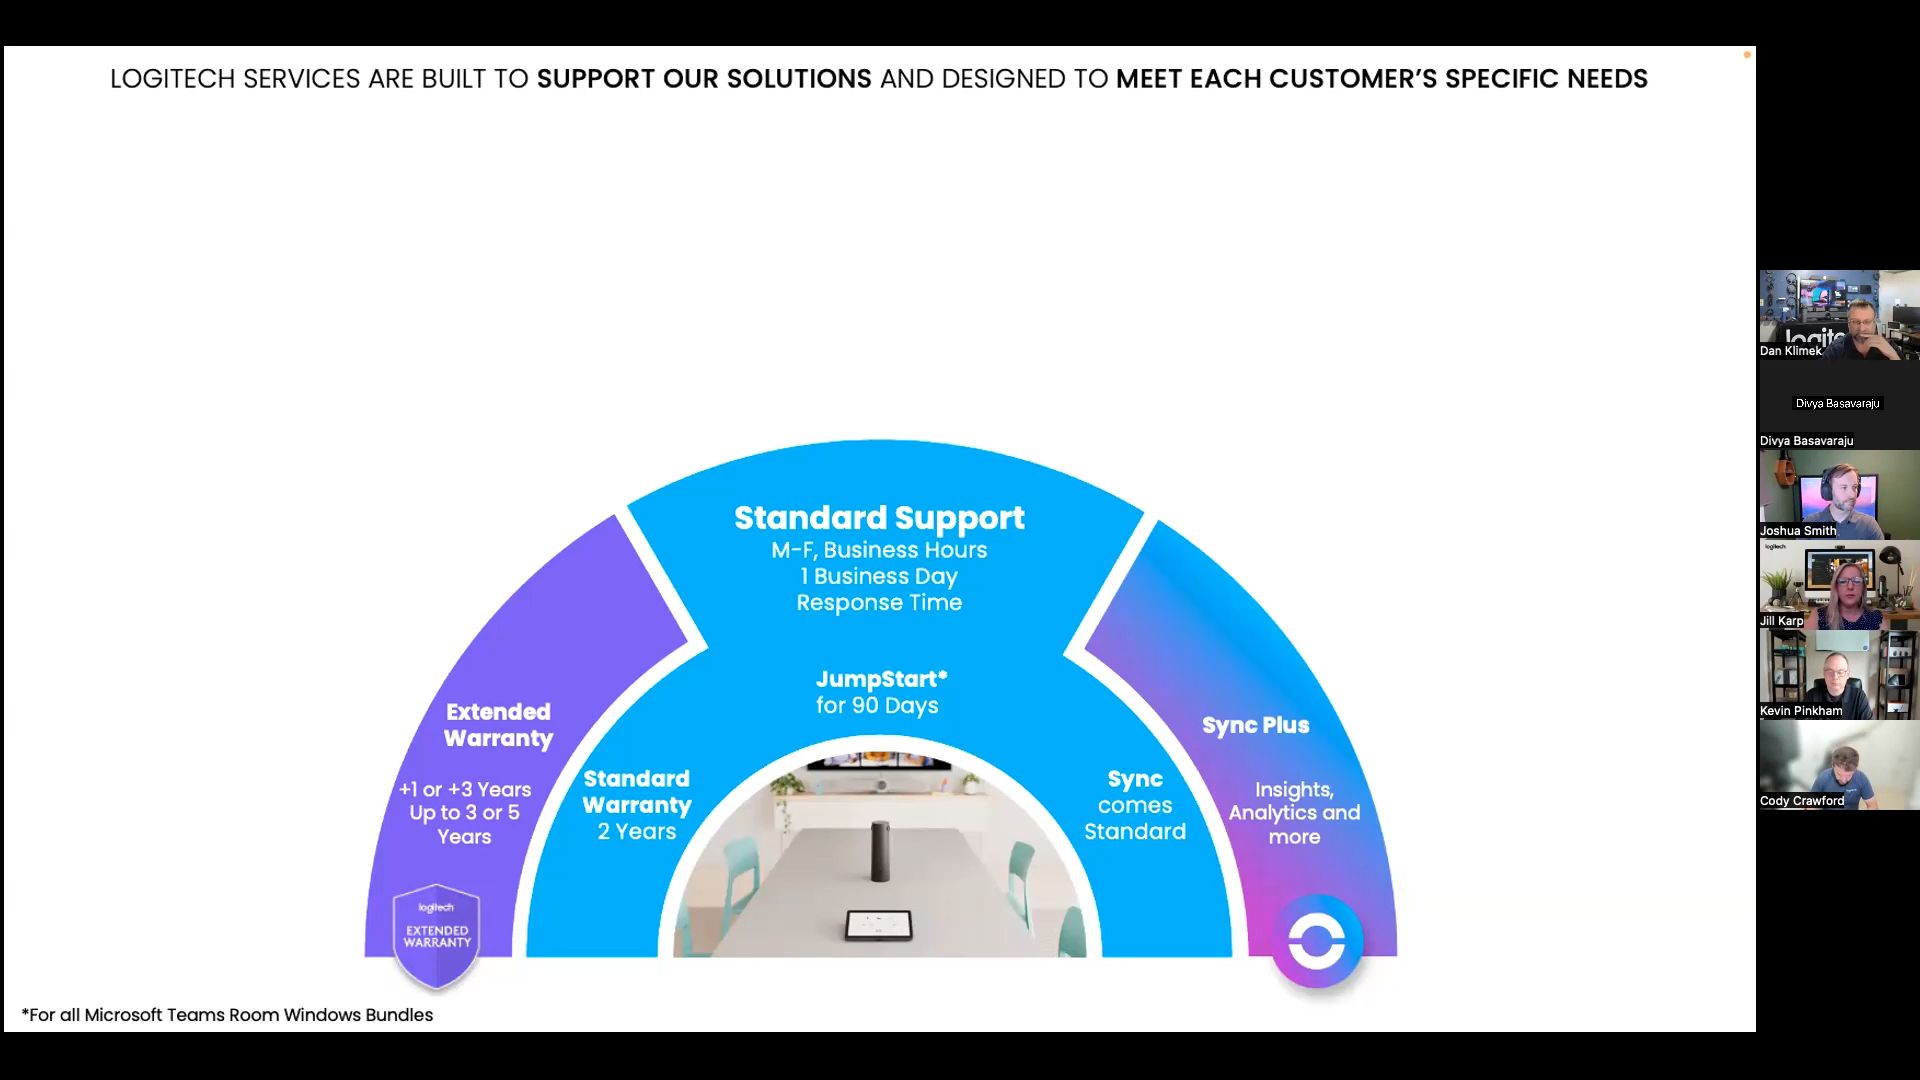 LOGITECH SERVICES ARE BUILT TO SUPPORT OUR SOLUTIONS AND DESIGNED TO MEET EACH CUSTOMER'S SPECIFIC NEEDS
Standard Support
M-F, Business Hours
1 Business Day
Response Time
JumpStart*
for 90 Days
Extended
Warranty
+1 or +3 Years
Up to 3 or 5
Years
logitech
EXTENDED
WARRANTY
Standard
Warranty
2 Years
Sync
comes
Standard
Sync Plus
Insights,
Analytics and
more
*For all Microsoft Teams Room Windows Bundles
logite
Dan Klimek
Divya Basavaraju
Divya Basavaraju
Joshua Smith
logitech
Jill Karp
Kevin Pinkham
Cody Crawford